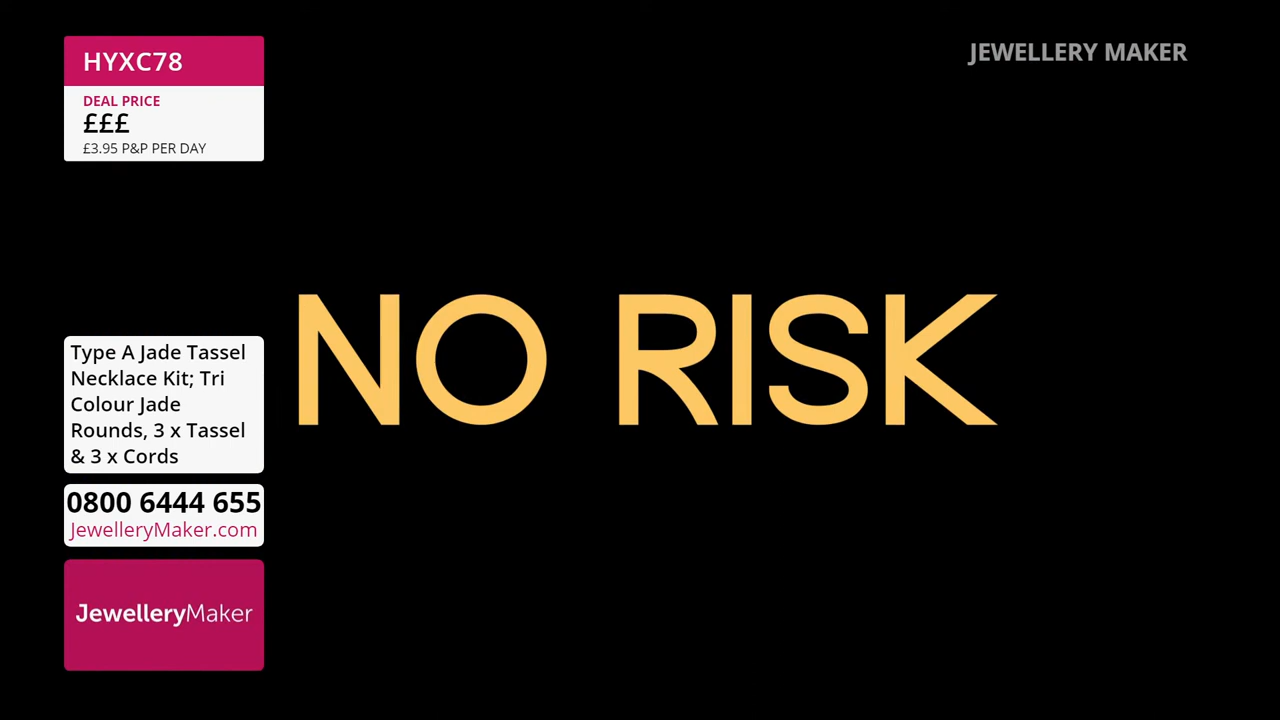 HYXC78
DEAL PRICE
£££
£3.95 P&P PER DAY
JEWELLERY MAKER
NO RISK
Type A Jade Tassel
Necklace Kit; Tri
Colour Jade
Rounds, 3 x Tassel
& 3 x Cords
0800 6444 655
JewelleryMaker.com
JewelleryMaker